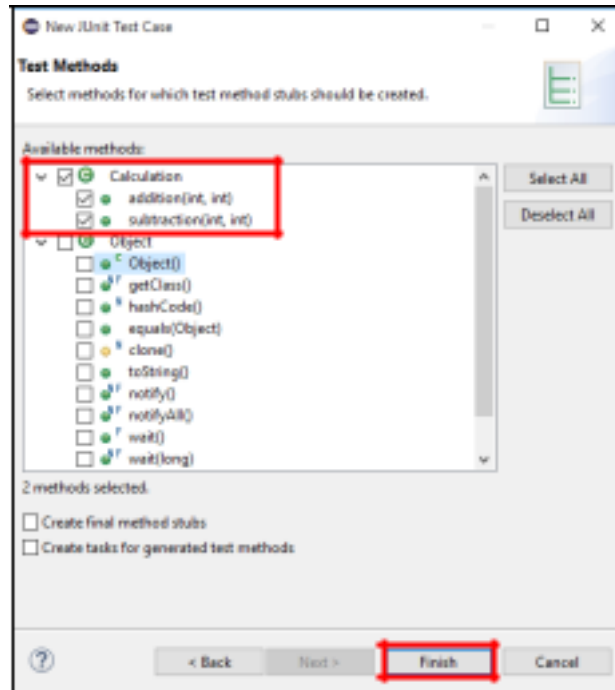 New JUnit Test Case
Test Methods
Select methods for which test method stubs should be created.
Available methods:
Calculation
addition(int, int)
subtraction(int, int)
Object
Object()
getClass()
hashCode()
equals(Object)
clone()
toString()
notify()
notifyAll()
wait()
wait(long)
Select All
Deselect All
2 methods selected.
Create final method stubs
Create tasks for generated test methods
< Back
Next >
Finish
Cancel